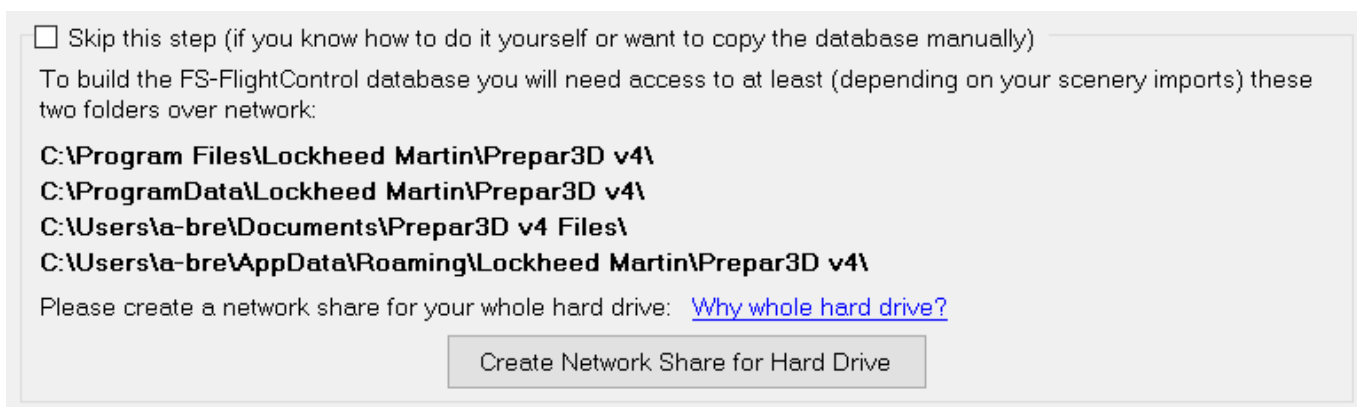 Skip this step (if you know how to do it yourself or want to copy the database manually)
To build the FS-FlightControl database you will need access to at least (depending on your scenery imports) these
two folders over network:
C:\Program Files\Lockheed Martin\Prepar3D v4\
C:\ProgramData\Lockheed Martin\Prepar3D v4\
C:\Users\a-bre\Documents\Prepar3D v4 Files\
C:\Users\a-bre\AppData\Roaming\Lockheed Martin\Prepar3D v4\
Please create a network share for your whole hard drive: Why whole hard drive?
Create Network Share for Hard Drive